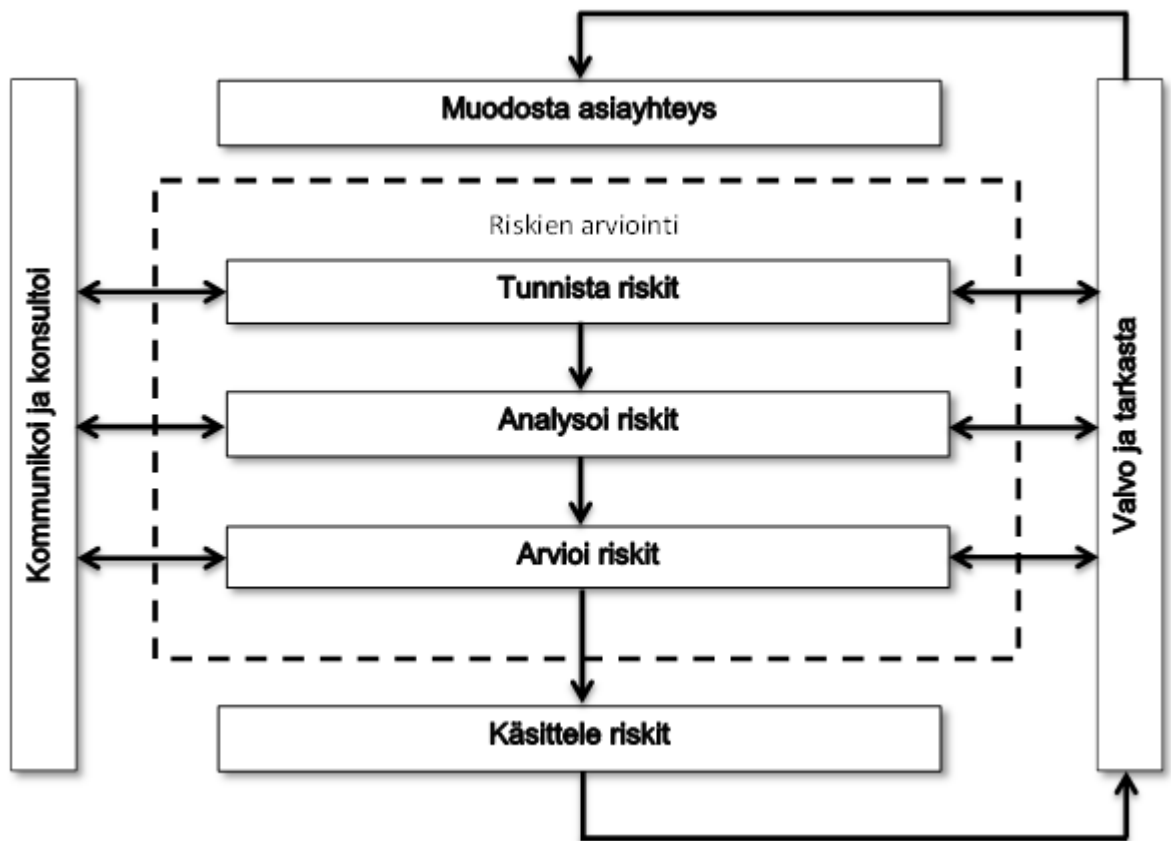 Muodosta asiayhteys
Riskien arviointi
Tunnista riskit
Analysoi riskit
Arvioi riskit
Käsittele riskit
Kommunikoi ja konsultoi
Valvo ja tarkasta